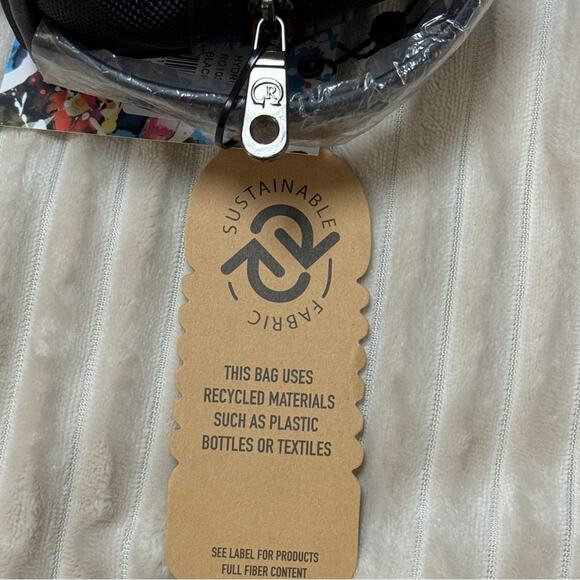 BLACK
SUSTAINABLE
FABRIC
THIS BAG USES
RECYCLED MATERIALS
SUCH AS PLASTIC
BOTTLES OR TEXTILES
SEE LABEL FOR PRODUCTS
FULL FIBER CONTENT